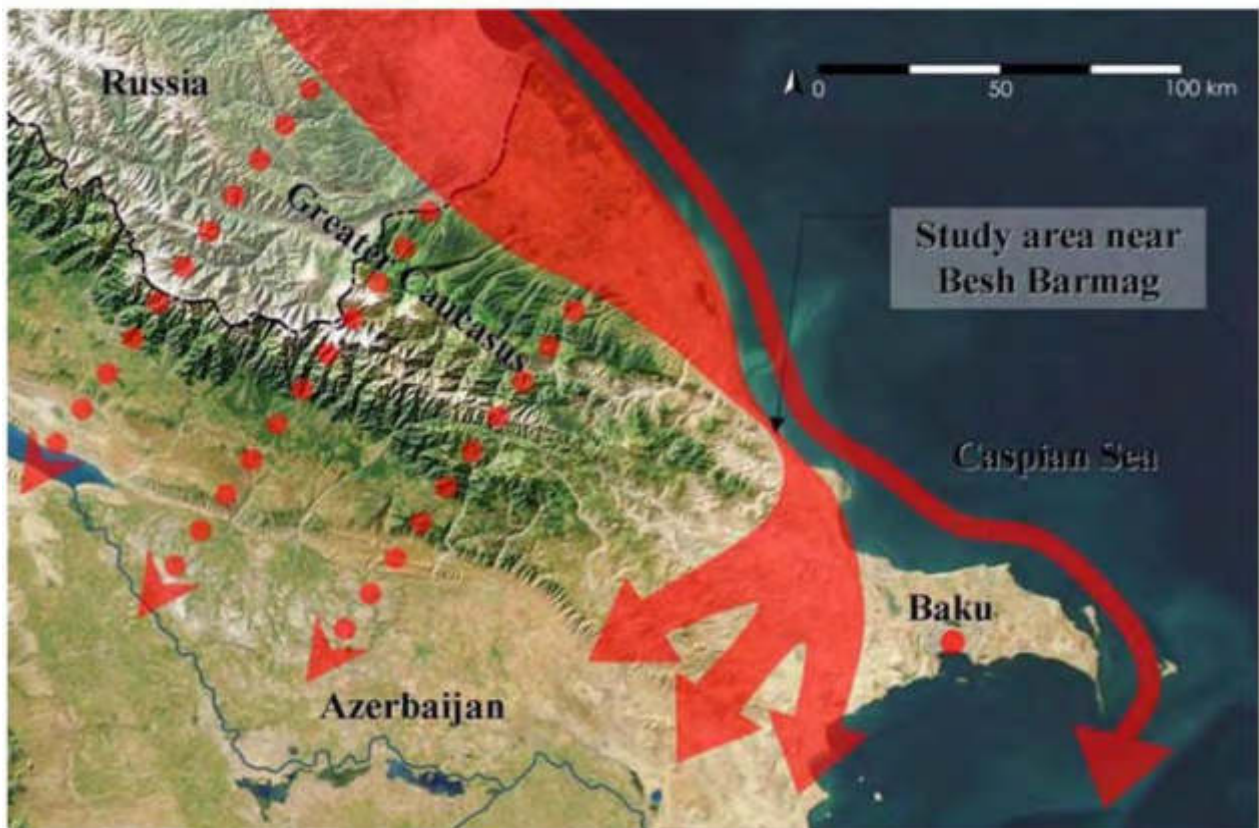 Russia
0 50 100 km
Greater Caucasus
Study area near
Besh Barmag
Caspian Sea
Baku
Azerbaijan